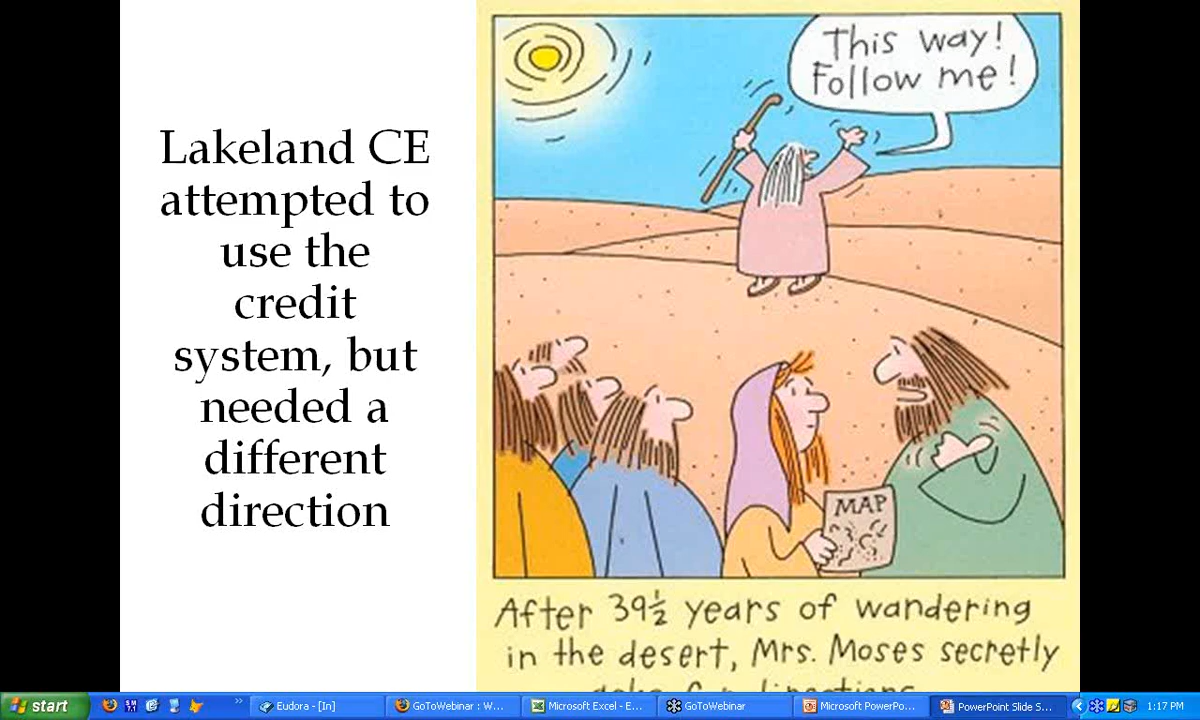 Lakeland CE
attempted to
use the
credit
system, but
needed a
different
direction
This way!
Follow me!
MAP
After 39½ years of wandering
in the desert, Mrs. Moses secretly
start
Eudora - [In]
GoToWebinar : W...
Microsoft Excel - E...
GoToWebinar
Microsoft PowerPo...
PowerPoint Slide S...
1:17 PM